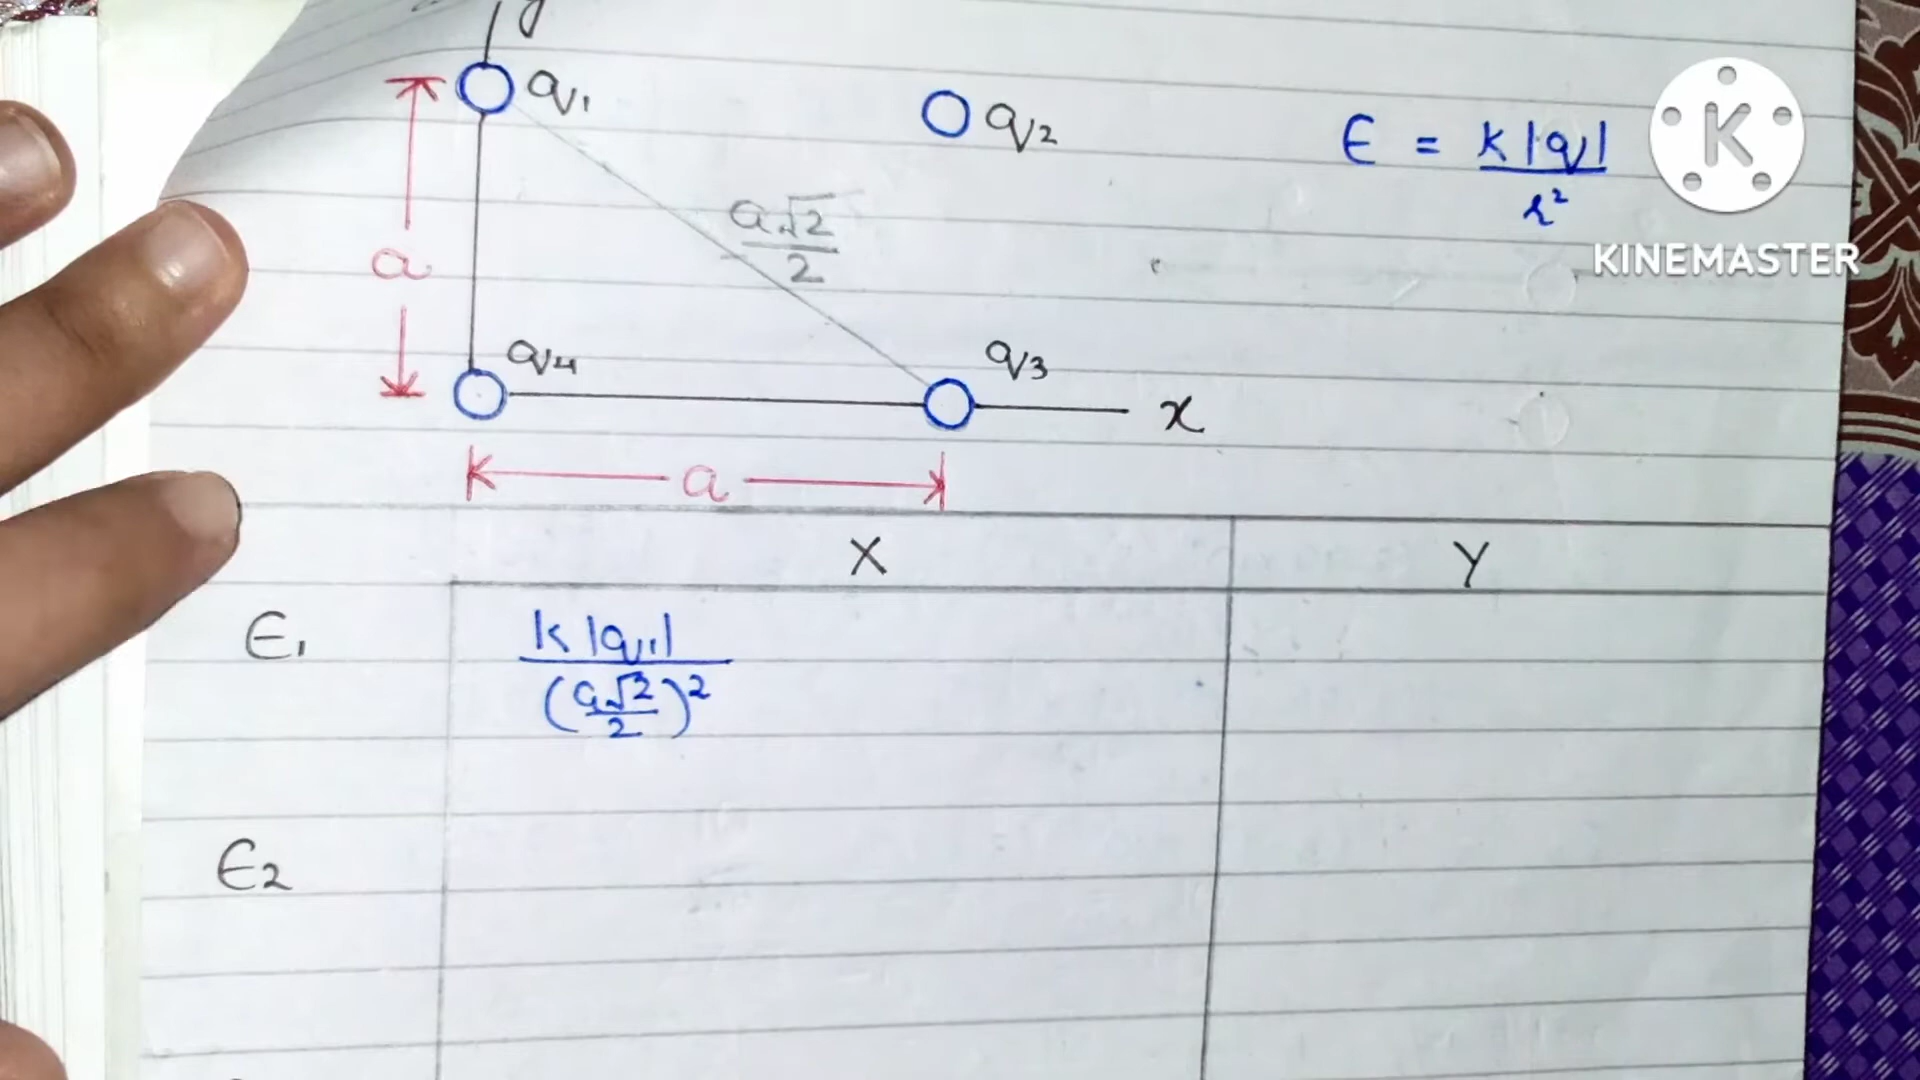 y
q1
q2
E = k|q|/r²
K
KINEMASTER
a√2/2
a
q4
q3
x
a
X Y
E1 k|q1|/(a√2/2)²
E2